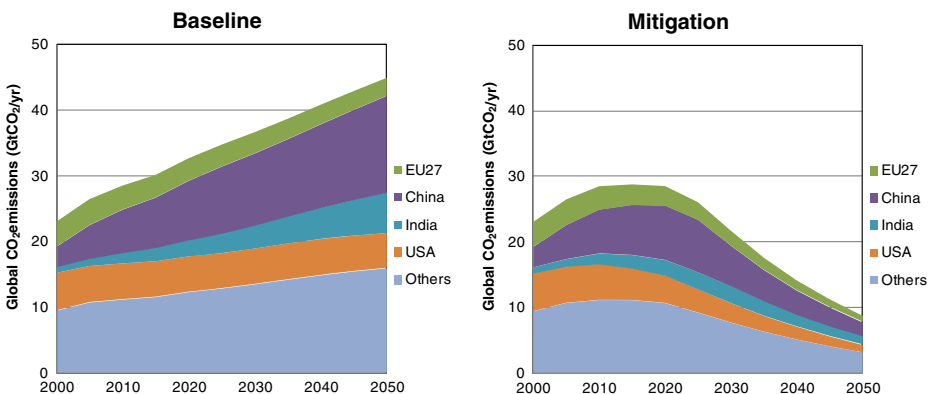 Baseline
Global CO₂emissions (GtCO₂/yr)
50
40
30
20
10
0
2000 2010 2020 2030 2040 2050
EU27
China
India
USA
Others
Mitigation
Global CO₂emissions (GtCO₂/yr)
50
40
30
20
10
0
2000 2010 2020 2030 2040 2050
EU27
China
India
USA
Others